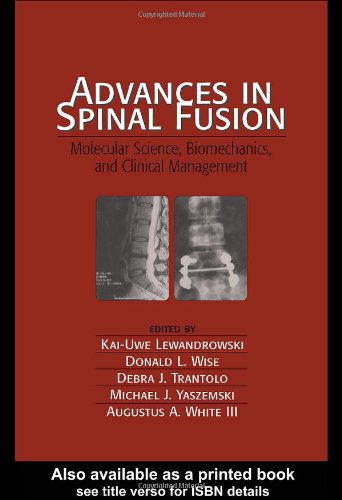 ADVANCES IN
SPINAL FUSION
Molecular Science, Biomechanics,
and Clinical Management
EDITED BY
KAI-UWE LEWANDROWSKI
DONALD L. WISE
DEBRA J. TRANTOLO
MICHAEL J. YASZEMSKI
AUGUSTUS A. WHITE III
Also available as a printed book
see title verso for ISBN details